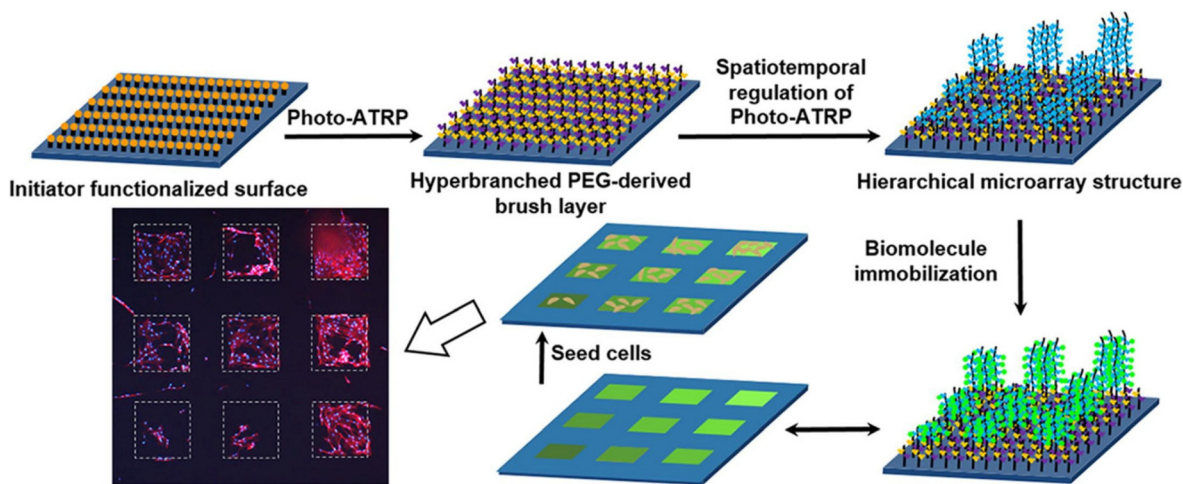 Photo-ATRP
Spatiotemporal
regulation of
Photo-ATRP
Initiator functionalized surface
Hyperbranched PEG-derived
brush layer
Hierarchical microarray structure
Biomolecule
immobilization
Seed cells